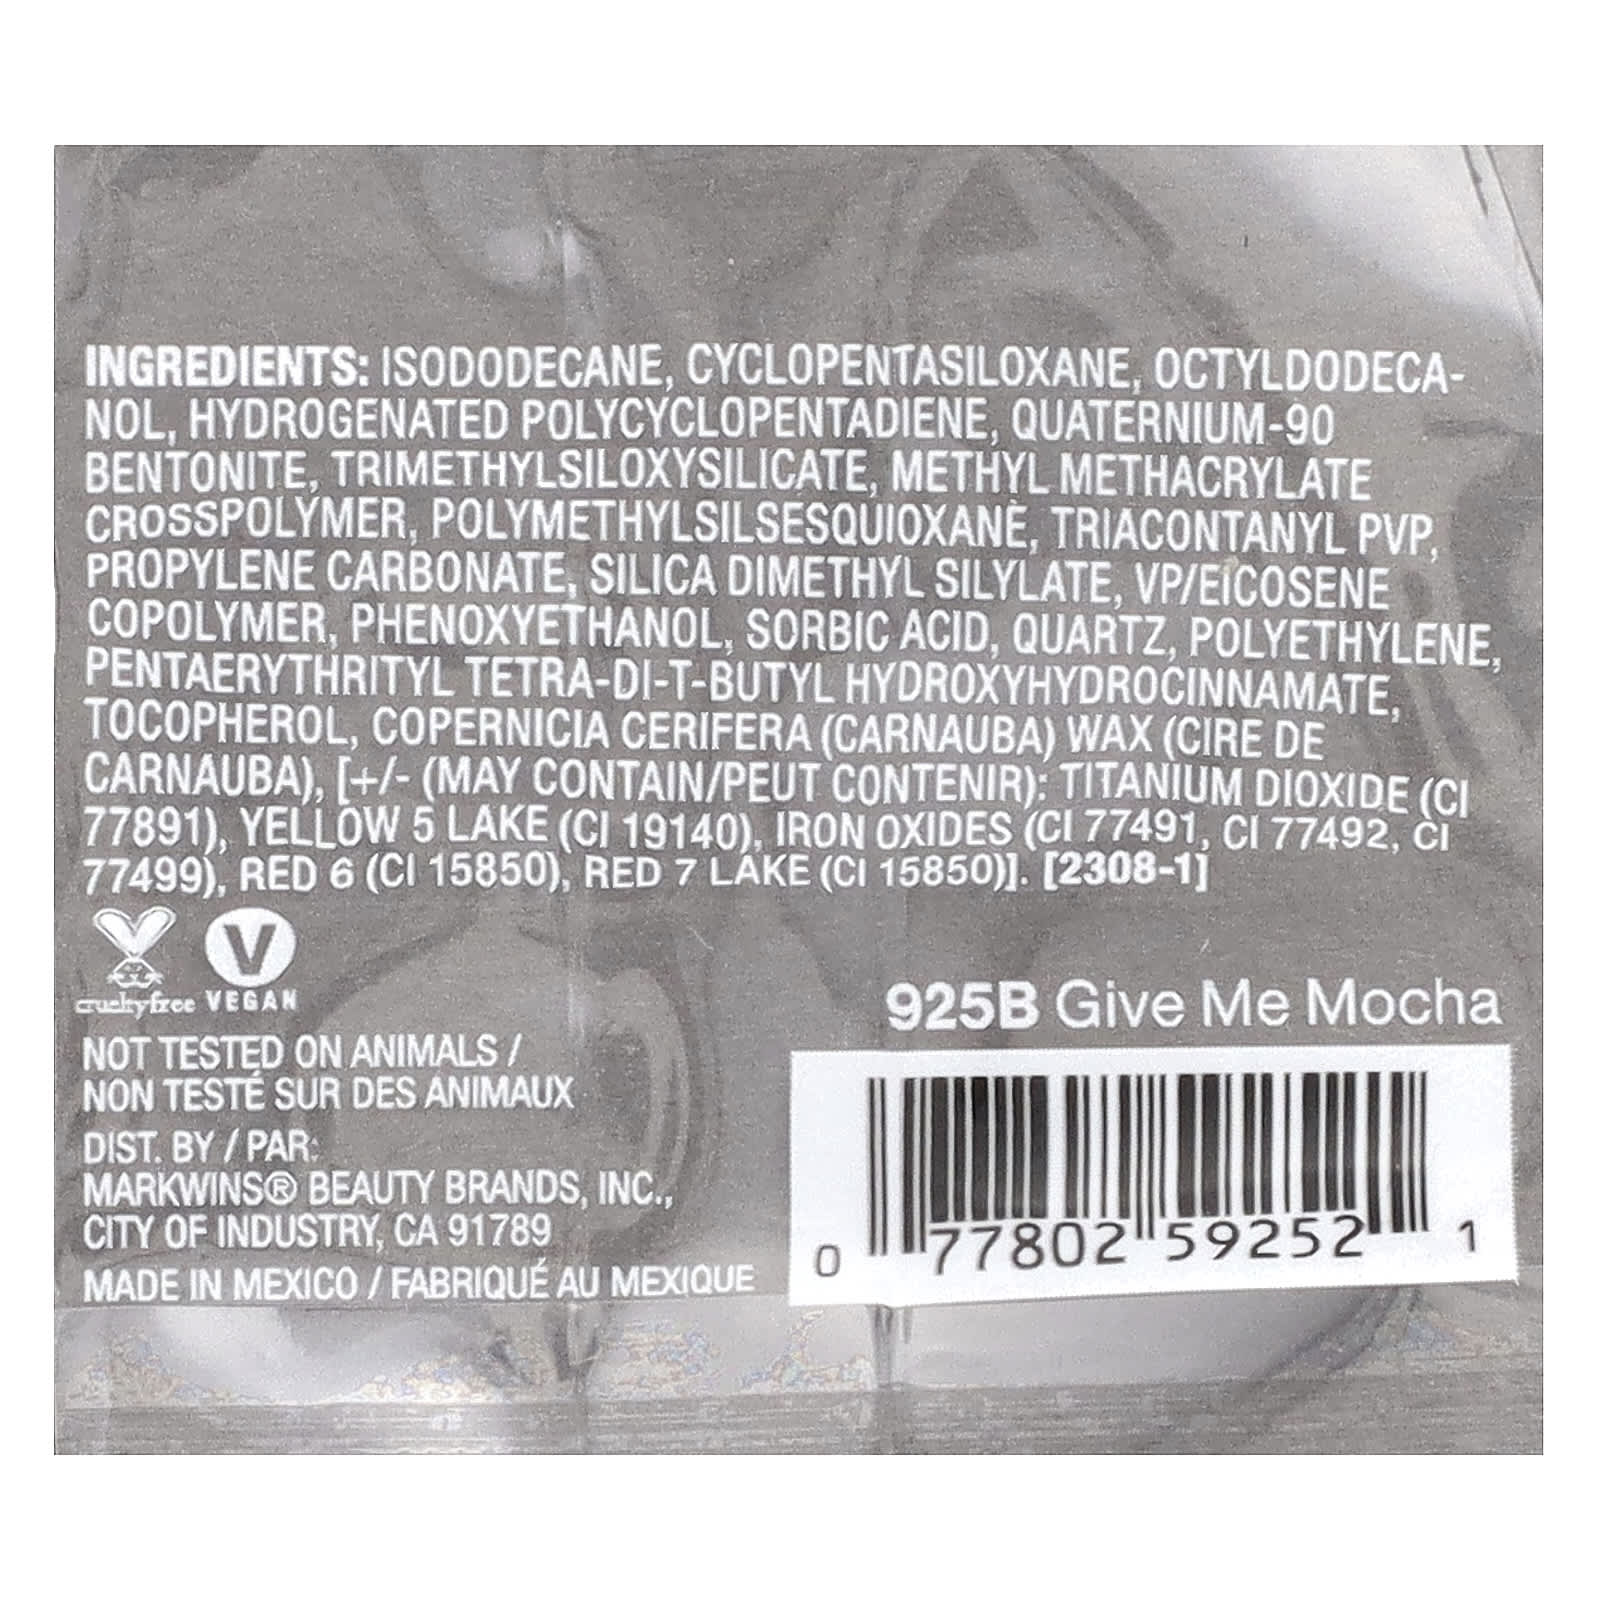 INGREDIENTS: ISODODECANE, CYCLOPENTASILOXANE, OCTYLDODECA-
NOL, HYDROGENATED POLYCYCLOPENTADIENE, QUATERNIUM-90
BENTONITE, TRIMETHYLSILOXYSILICATE, METHYL METHACRYLATE
CROSSPOLYMER, POLYMETHYLSILSESQUIOXANE, TRIACONTANYL PVP,
PROPYLENE CARBONATE, SILICA DIMETHYL SILYLATE, VP/EICOSENE
COPOLYMER, PHENOXYETHANOL, SORBIC ACID, QUARTZ, POLYETHYLENE,
PENTAERYTHRITYL TETRA-DI-T-BUTYL HYDROXYHYDROCINNAMATE,
TOCOPHEROL, COPERNICIA CERIFERA (CARNAUBA) WAX (CIRE DE
CARNAUBA), [+/- (MAY CONTAIN/PEUT CONTENIR): TITANIUM DIOXIDE (CI
77891), YELLOW 5 LAKE (CI 19140), IRON OXIDES (CI 77491, CI 77492, CI
77499), RED 6 (CI 15850), RED 7 LAKE (CI 15850)]. [2308-1]
crueltyfree VEGAN
925B Give Me Mocha
NOT TESTED ON ANIMALS /
NON TESTÉ SUR DES ANIMAUX
DIST. BY / PAR:
MARKWINS® BEAUTY BRANDS, INC.,
CITY OF INDUSTRY, CA 91789
MADE IN MEXICO / FABRIQUÉ AU MEXIQUE
0 77802 59252 1